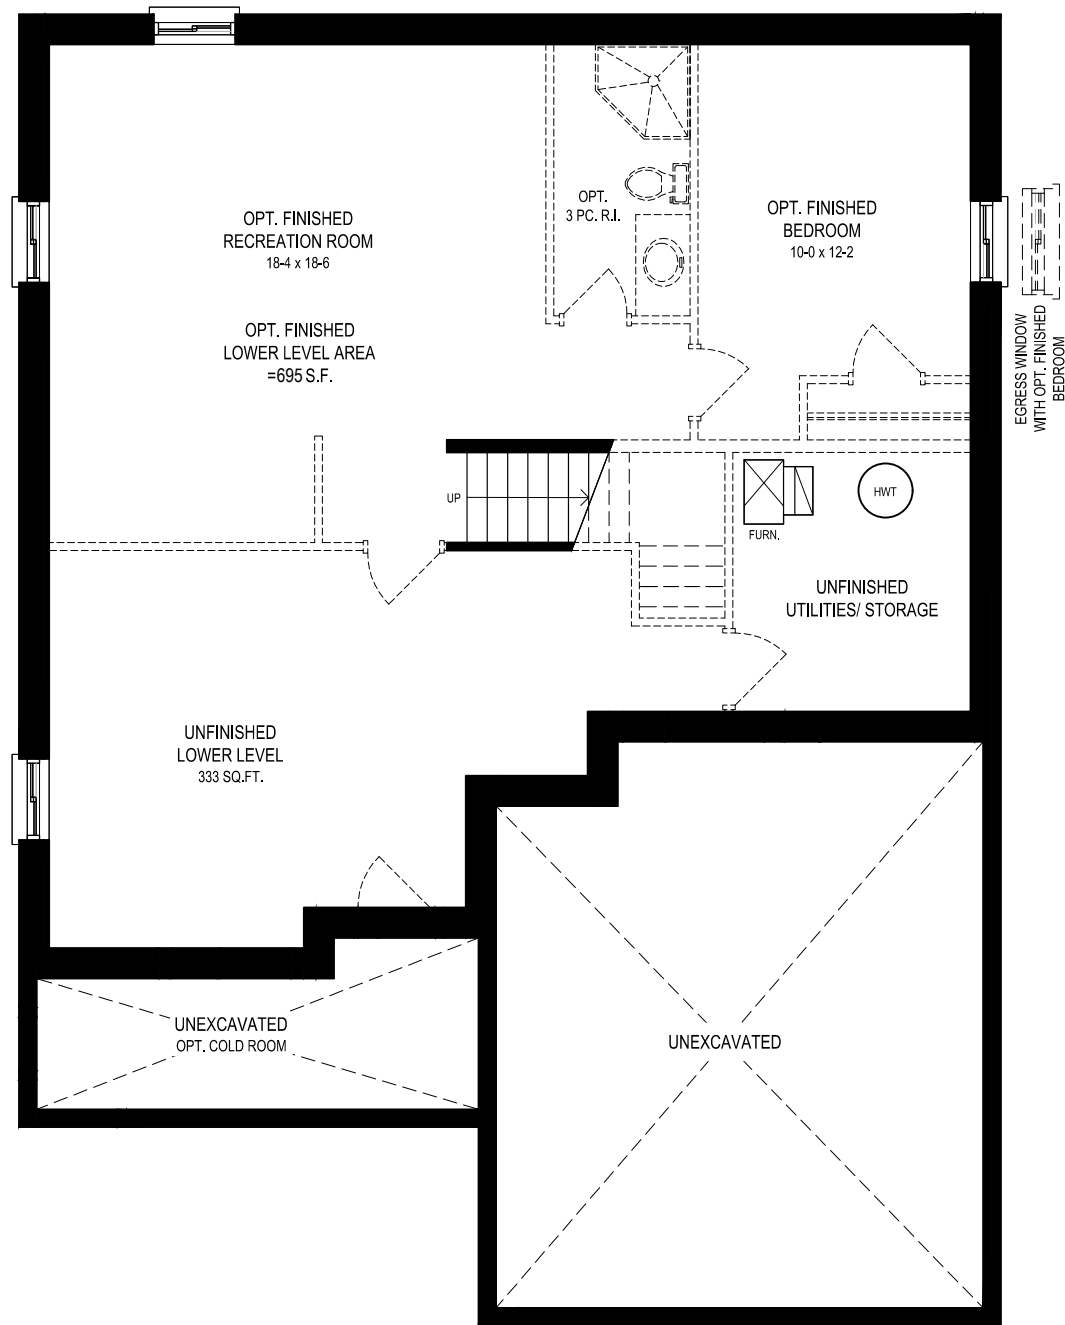 OPT. FINISHED
RECREATION ROOM
18-4 x 18-6
OPT. FINISHED
LOWER LEVEL AREA
=695 S.F.
OPT.
3 PC. R.I.
OPT. FINISHED
BEDROOM
10-0 x 12-2
EGRESS WINDOW
WITH OPT. FINISHED
BEDROOM
UP
FURN.
HWT
UNFINISHED
UTILITIES/ STORAGE
UNFINISHED
LOWER LEVEL
333 SQ.FT.
UNEXCAVATED
OPT. COLD ROOM
UNEXCAVATED